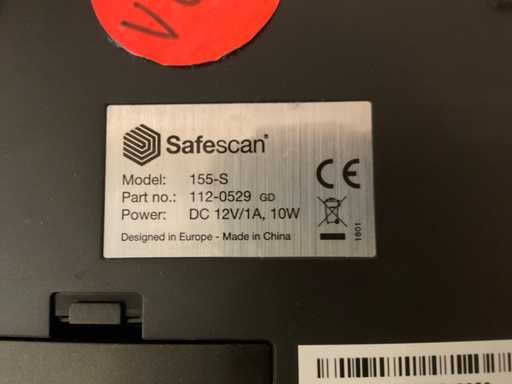 Safescan®
Model: 155-S
Part no.: 112-0529 GD
Power: DC 12V/1A, 10W
Designed in Europe - Made in China
CE
1801